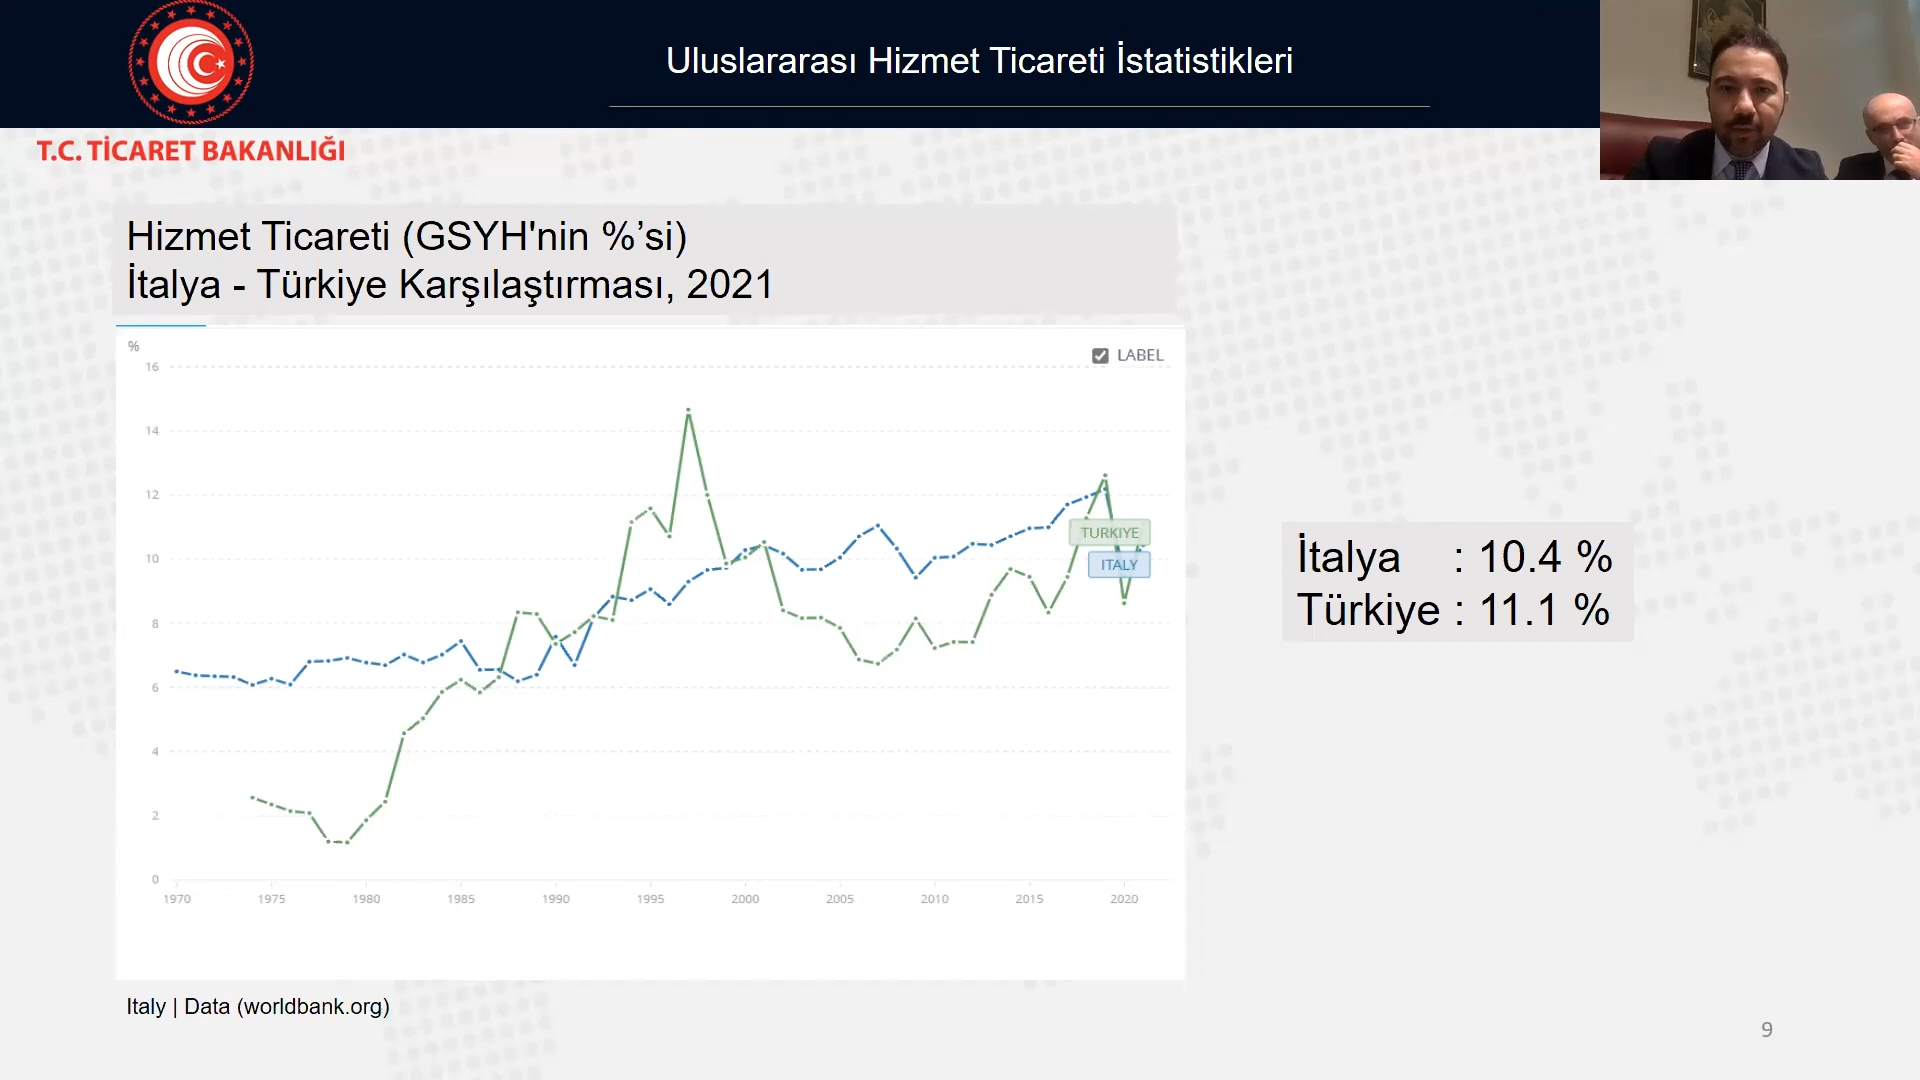 Uluslararası Hizmet Ticareti İstatistikleri
T.C. TİCARET BAKANLIĞI
Hizmet Ticareti (GSYH'nin %’si)
İtalya - Türkiye Karşılaştırması, 2021
%
LABEL
16
14
12
10
8
6
4
2
0
TURKIYE
ITALY
1970 1975 1980 1985 1990 1995 2000 2005 2010 2015 2020
İtalya : 10.4 %
Türkiye : 11.1 %
Italy | Data (worldbank.org)
9